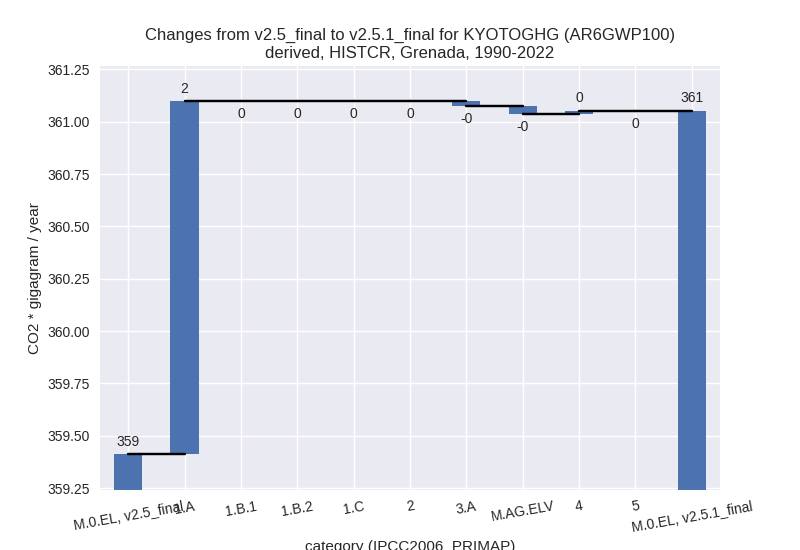 Changes from v2.5_final to v2.5.1_final for KYOTOGHG (AR6GWP100)
derived, HISTCR, Grenada, 1990-2022
361.25
361.00
360.75
360.50
360.25
360.00
359.75
359.50
359.25
CO2 * gigagram / year
359
2
0
0
0
0
-0
-0
0
0
361
M.0.EL, v2.5_final
1.A
1.B.1
1.B.2
1.C
2
3.A
M.AG.ELV
4
5
M.0.EL, v2.5.1_final
category (IPCC2006_PRIMAP)